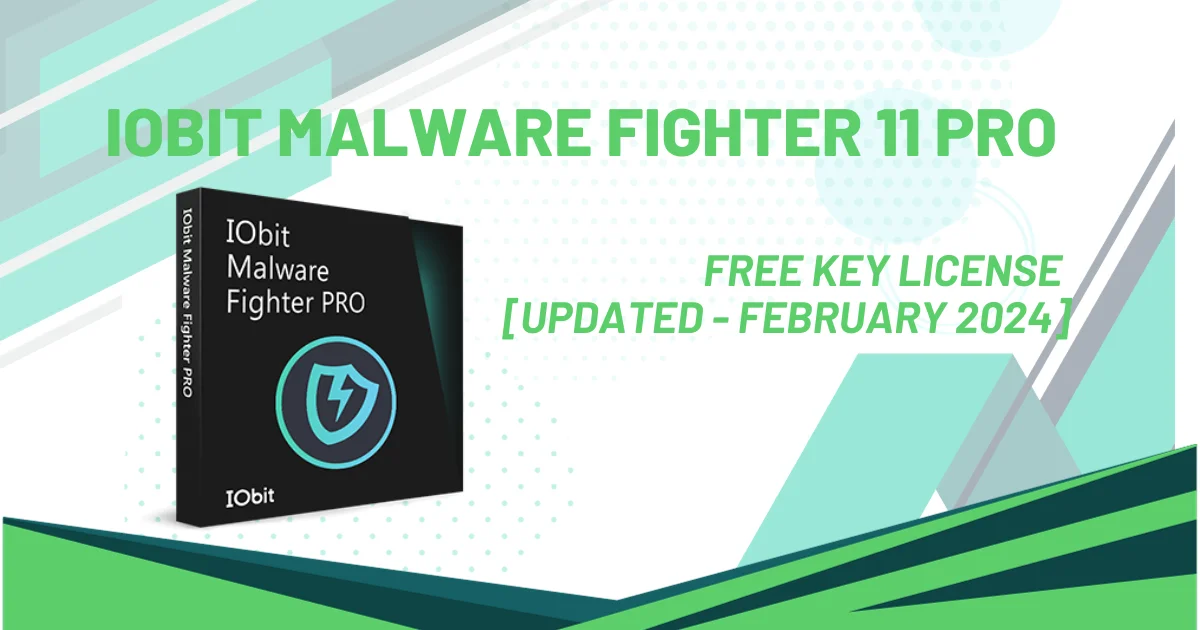 IOBIT MALWARE FIGHTER 11 PRO
IObit Malware Fighter PRO
IObit
Malware
Fighter PRO
IObit
FREE KEY LICENSE
[UPDATED - FEBRUARY 2024]